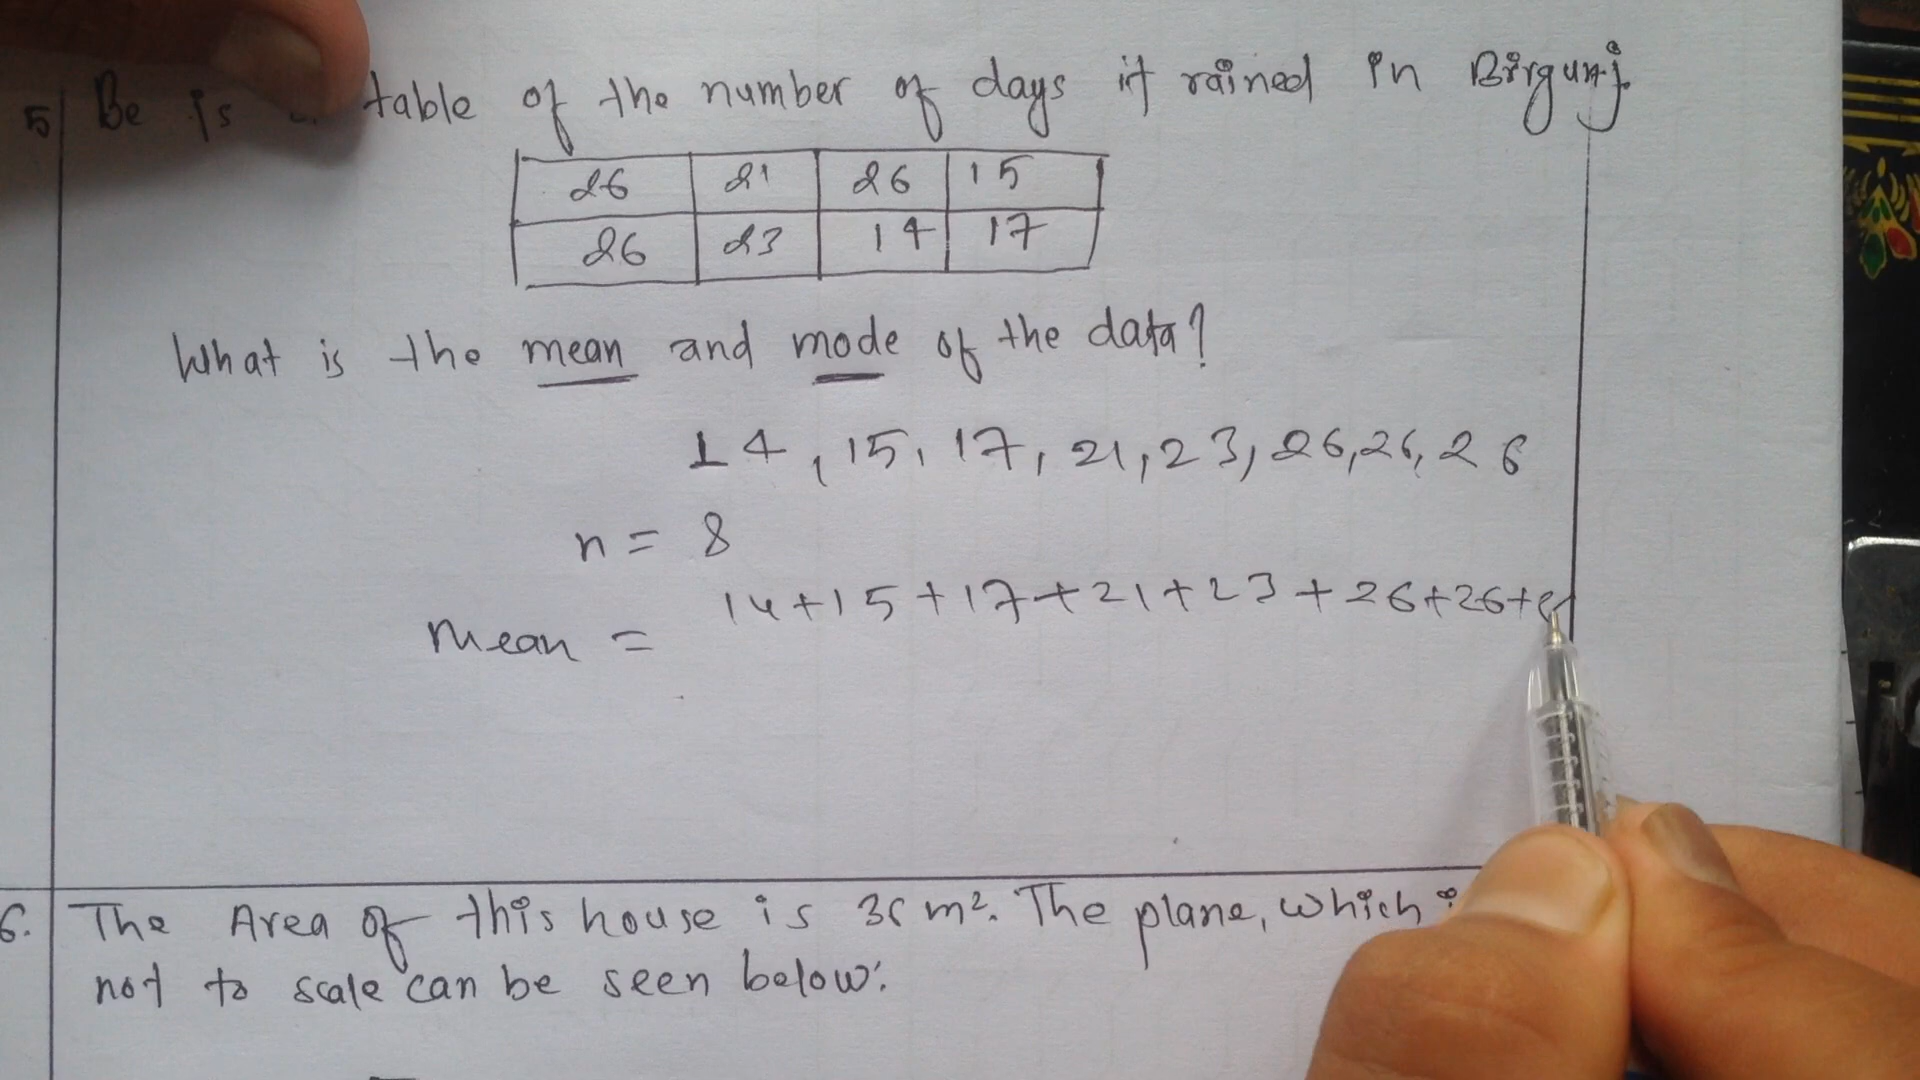 5 Be is table of the number of days it rained in Birgunj.
26 21 26 15
26 23 14 17
What is the mean and mode of the data?
14, 15, 17, 21, 23, 26, 26, 26
n = 8
14+15+17+21+23+26+26+
Mean =
6. The Area of this house is m². The plane, which
not to scale can be seen below: